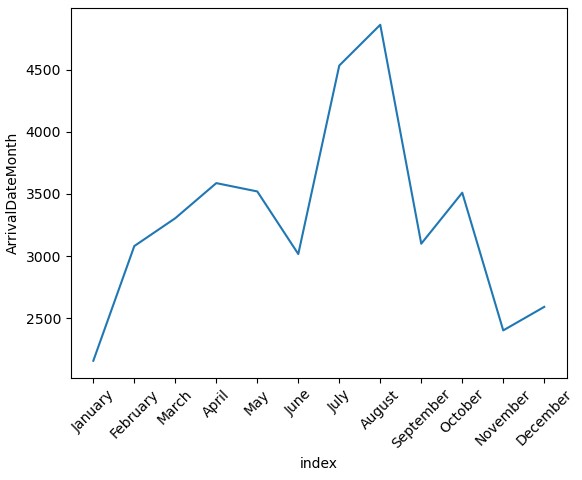 4500
4000
3500
3000
2500
ArrivalDateMonth
January
February
March
April
May
June
July
August
September
October
November
December
index